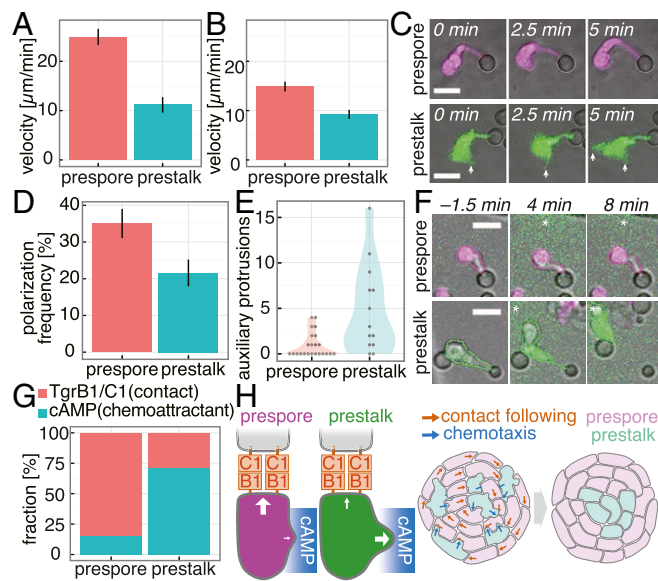 A
velocity [µm/min]
20
10
0
prespore prestalk
B
velocity [µm/min]
20
10
0
prespore prestalk
C
prespore
0 min
2.5 min
5 min
prestalk
0 min
2.5 min
5 min
D
polarization
frequency [%]
40
30
20
10
0
prespore prestalk
E
auxiliary protrusions
15
10
5
0
prespore prestalk
F
−1.5 min
4 min
8 min
prespore
*
*
prestalk
*
*
G
TgrB1/C1(contact)
cAMP(chemoattractant)
fraction [%]
100
75
50
25
0
prespore prestalk
H
prespore
prestalk
C1 C1
B1 B1
C1 C1
B1 B1
cAMP
cAMP
contact following
chemotaxis
prespore
prestalk